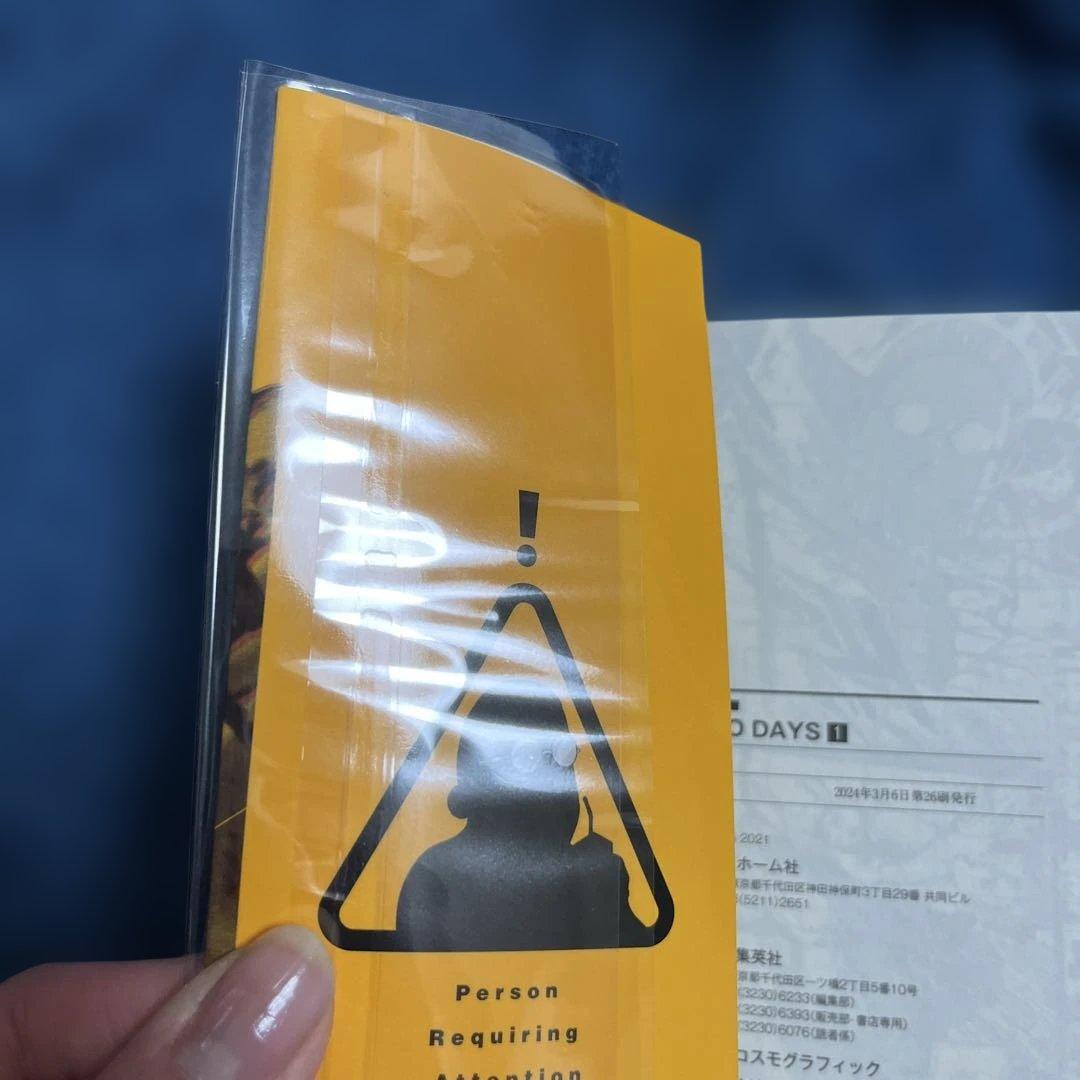 !
Person
Requiring
Attention
O DAYS 1
2024年3月6日第26刷発行
2021
ホーム社
京都千代田区神田神保町3丁目29番 共同ビル
(5211)2651
集英社
京都千代田区一ツ橋2丁目5番10号
(3230)6233(編集部)
(3230)6393(販売部・書店専用)
(3230)6076(読者係)
コスモグラフィック